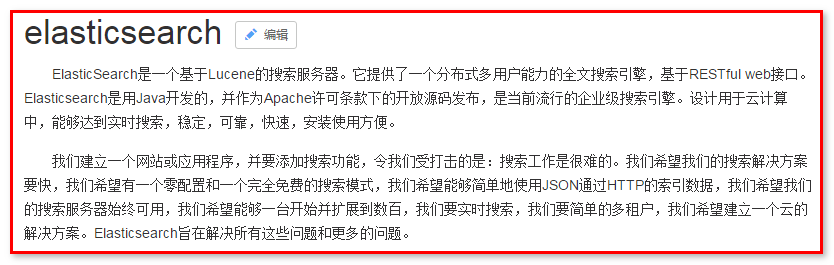 elasticsearch 编辑
ElasticSearch是一个基于Lucene的搜索服务器。它提供了一个分布式多用户能力的全文搜索引擎，基于RESTful web接口。
Elasticsearch是用Java开发的，并作为Apache许可条款下的开放源码发布，是当前流行的企业级搜索引擎。设计用于云计算
中，能够达到实时搜索，稳定，可靠，快速，安装使用方便。
我们建立一个网站或应用程序，并要添加搜索功能，令我们受打击的是：搜索工作是很难的。我们希望我们的搜索解决方案
要快，我们希望有一个零配置和一个完全免费的搜索模式，我们希望能够简单地使用JSON通过HTTP的索引数据，我们希望我们
的搜索服务器始终可用，我们希望能够一台开始并扩展到数百，我们要实时搜索，我们要简单的多租户，我们希望建立一个云的
解决方案。Elasticsearch旨在解决所有这些问题和更多的问题。